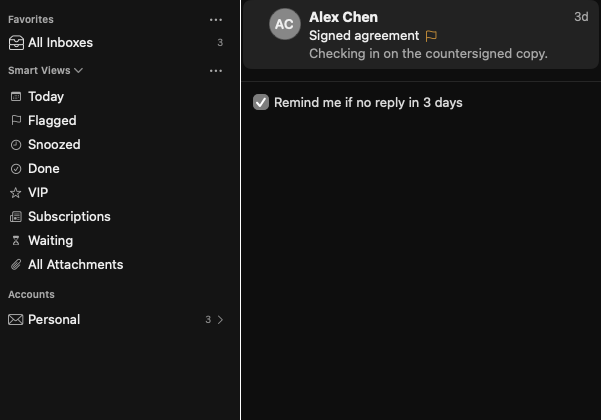 Favorites
All Inboxes 3
Smart Views
Today
Flagged
Snoozed
Done
VIP
Subscriptions
Waiting
All Attachments
Accounts
Personal 3
AC
Alex Chen 3d
Signed agreement
Checking in on the countersigned copy.
Remind me if no reply in 3 days